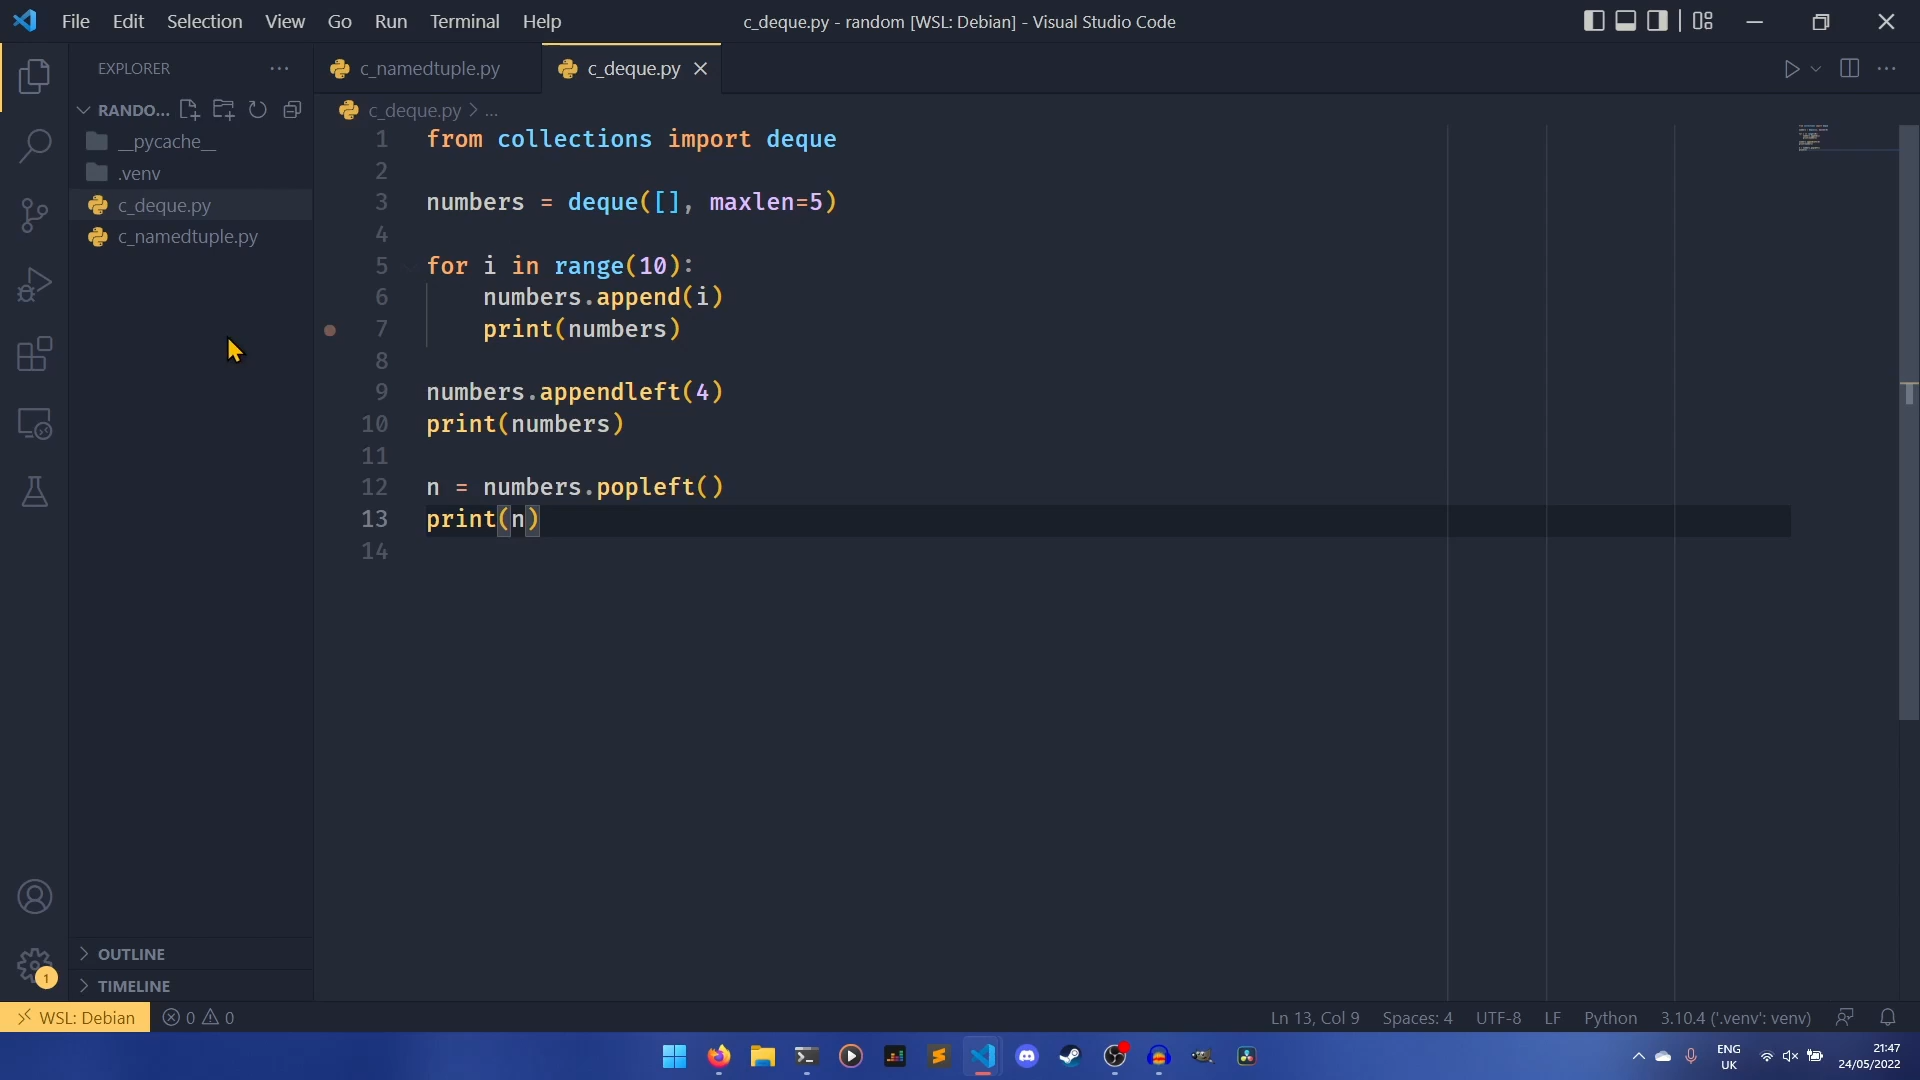 File Edit Selection View Go Run Terminal Help
c_deque.py - random [WSL: Debian] - Visual Studio Code
EXPLORER
c_namedtuple.py
c_deque.py
RANDO...
c_deque.py > ...
__pycache__
.venv
c_deque.py
c_namedtuple.py
1 from collections import deque
2
3 numbers = deque([], maxlen=5)
4
5 for i in range(10):
6     numbers.append(i)
7     print(numbers)
8
9 numbers.appendleft(4)
10 print(numbers)
11
12 n = numbers.popleft()
13 print(n)
14
OUTLINE
TIMELINE
1
WSL: Debian
0 0
Ln 13, Col 9 Spaces: 4 UTF-8 LF Python 3.10.4 ('.venv': venv)
ENG
UK
21:47
24/05/2022